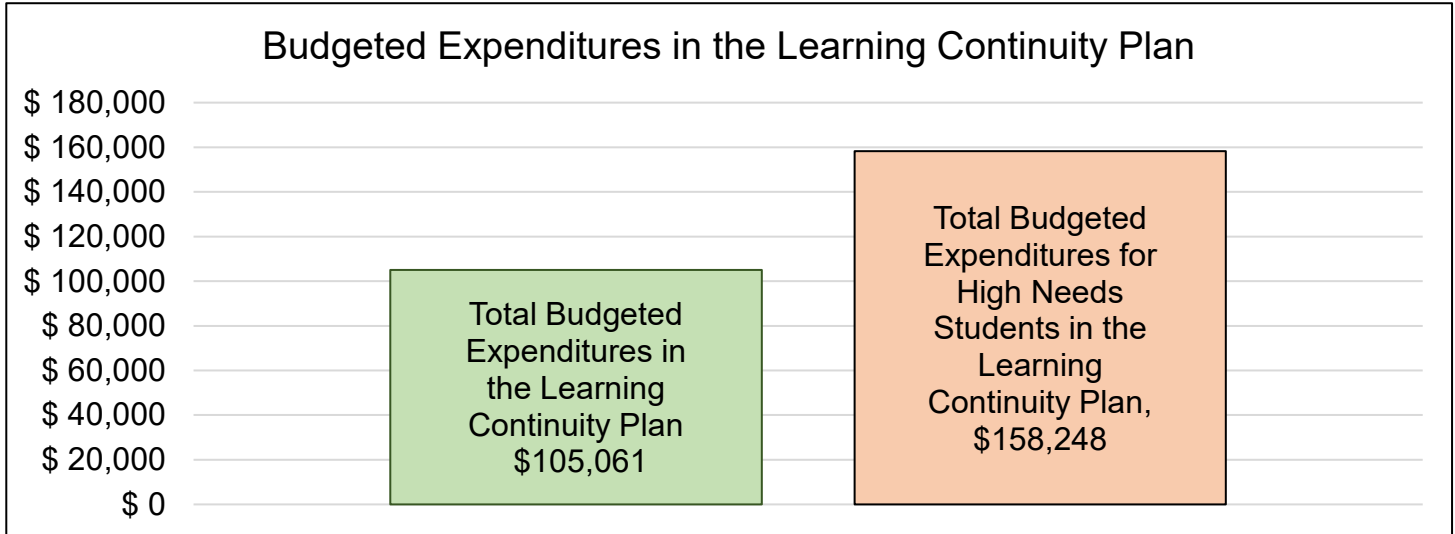 Budgeted Expenditures in the Learning Continuity Plan
$ 180,000
$ 160,000
$ 140,000
$ 120,000
$ 100,000
$ 80,000
$ 60,000
$ 40,000
$ 20,000
$ 0
Total Budgeted
Expenditures in
the Learning
Continuity Plan
$105,061
Total Budgeted
Expenditures for
High Needs
Students in the
Learning
Continuity Plan,
$158,248